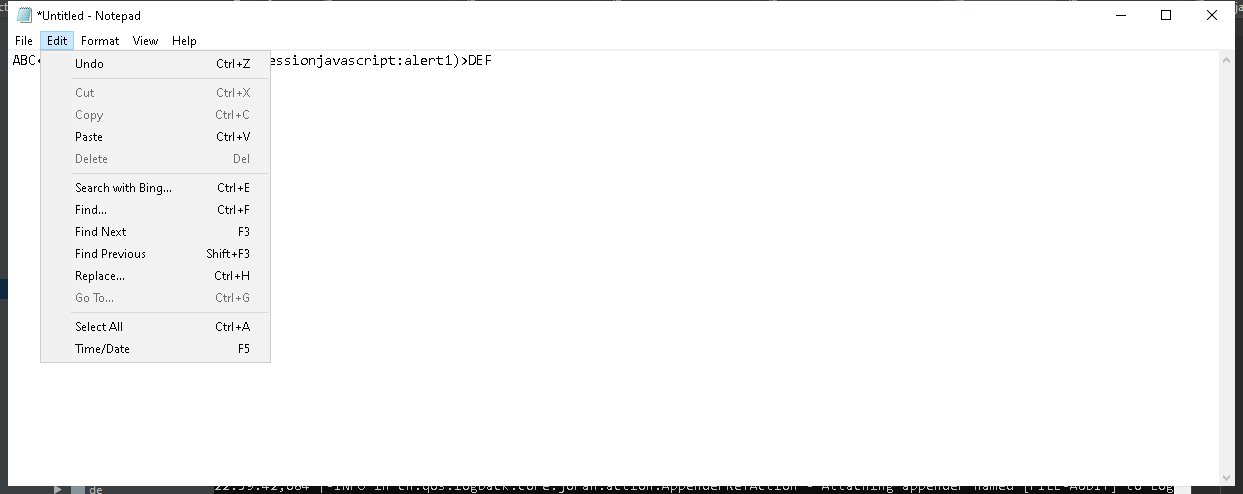 *Untitled - Notepad
File Edit Format View Help
ABC essionjavascript:alert1)>DEF
Undo Ctrl+Z
Cut Ctrl+X
Copy Ctrl+C
Paste Ctrl+V
Delete Del
Search with Bing... Ctrl+E
Find... Ctrl+F
Find Next F3
Find Previous Shift+F3
Replace... Ctrl+H
Go To... Ctrl+G
Select All Ctrl+A
Time/Date F5
de 22:59:42,084 |-INFO in ch.qos.logback.core.joran.action.AppenderRefAction - Attaching appender named [FILE-AUDIT] to Log